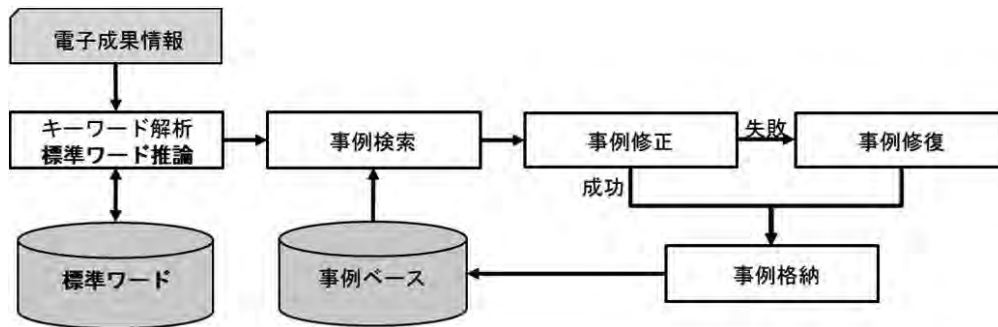 電子成果情報
キーワード解析
標準ワード推論
事例検索
事例修正
失敗
事例修復
成功
標準ワード
事例ベース
事例格納